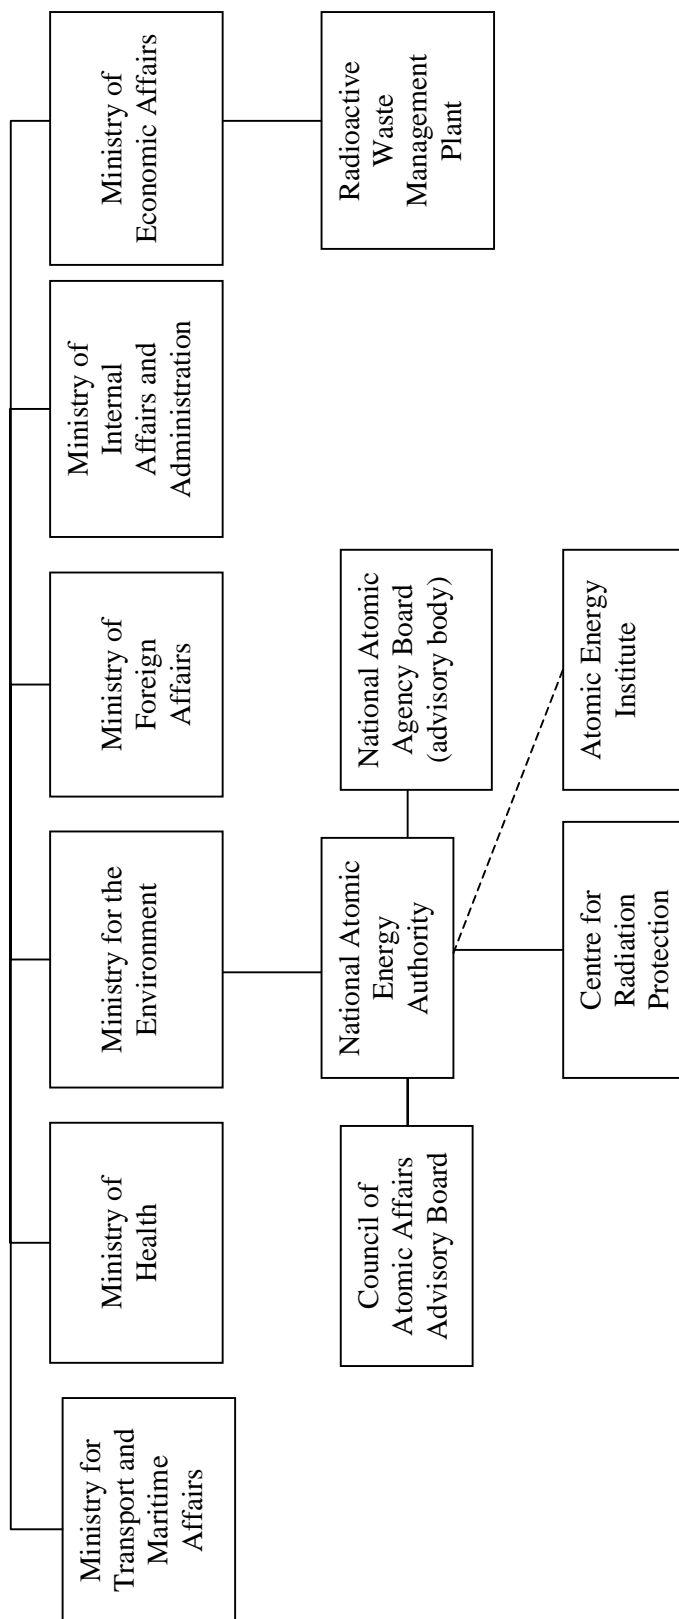 Ministry for
Transport and
Maritime
Affairs
Ministry of
Health
Ministry for the
Environment
Ministry of
Foreign
Affairs
Ministry of
Internal
Affairs and
Administration
Ministry of
Economic Affairs
Council of
Atomic Affairs
Advisory Board
National Atomic
Energy
Authority
National Atomic
Agency Board
(advisory body)
Radioactive
Waste
Management
Plant
Centre for
Radiation
Protection
Atomic Energy
Institute